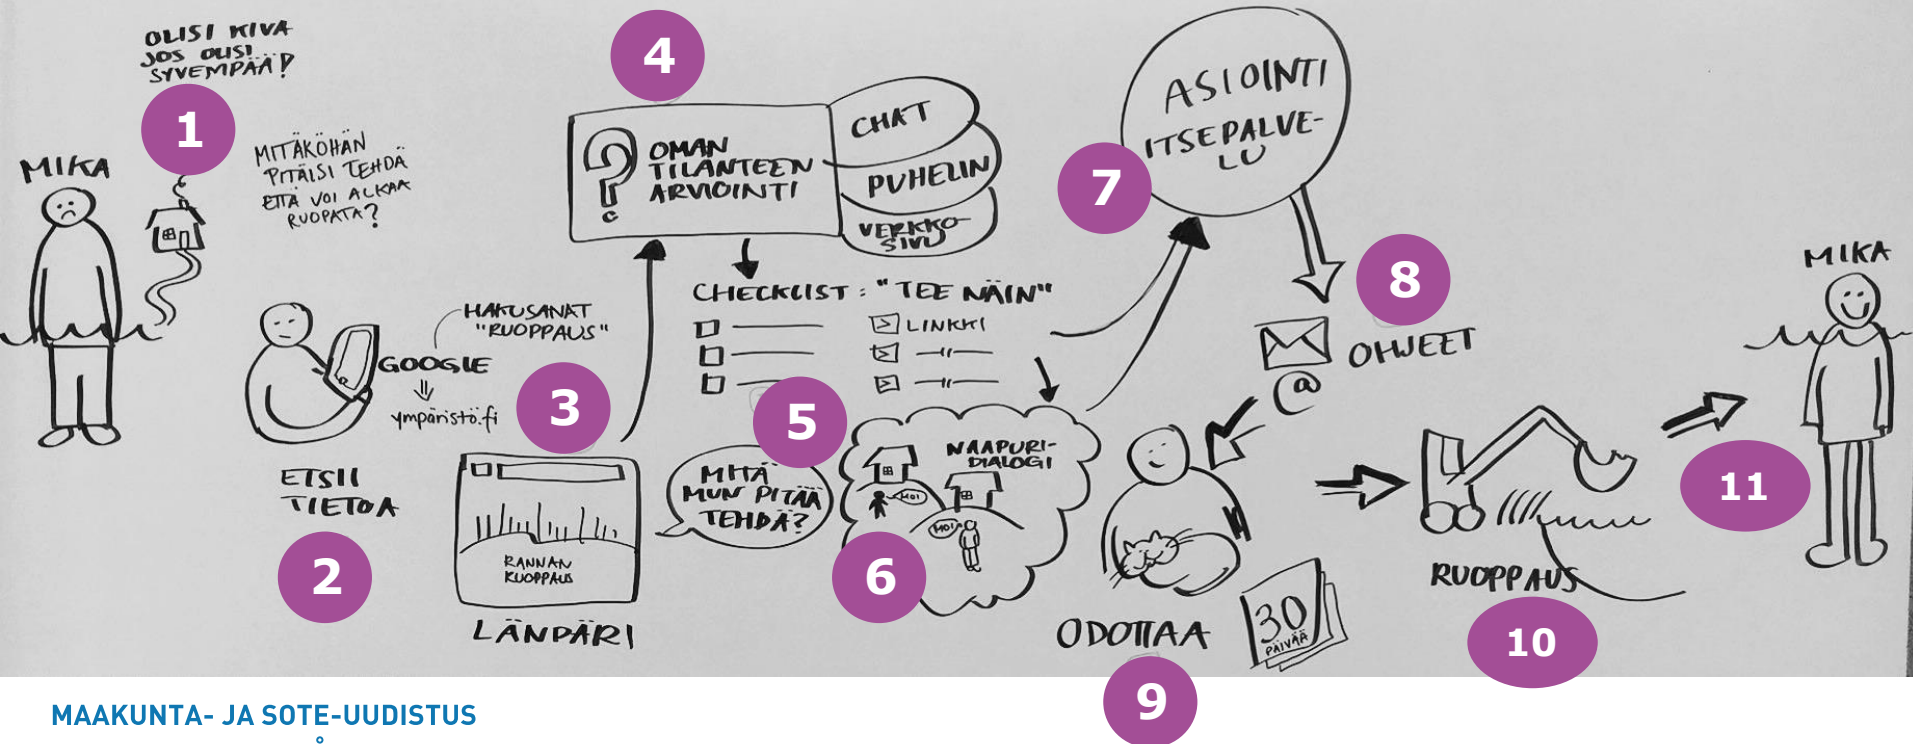 OLISI KIVA
JOS OLISI
SYVEMPÄÄ!
1
MIKA
MITÄKÖHÄN
PITÄISI TEHDÄ
ETTÄ VOI ALKAA
RUOPATA?
2
ETSII
TIETOA
HAKUSANAT
"RUOPPAUS"
GOOGLE
ympäristö.fi
3
RANNAN
RUOPPAUS
LÄNPÄRI
4
?
OMAN
TILANTEEN
ARVIOINTI
CHAT
PUHELIN
VERKKO-
SIVU
CHECKLIST: "TEE NÄIN"
LINKKI
5
MITÄ
MUN PITÄÄ
TEHDÄ?
6
NAAPURI-
DIALOGI
MOI
MOI
7
ASIOINTI
ITSEPALVE-
LU
8
OHJEET
@
ODOTTAA
30
PÄIVÄÄ
9
RUOPPAUS
10
11
MIKA
MAAKUNTA- JA SOTE-UUDISTUS